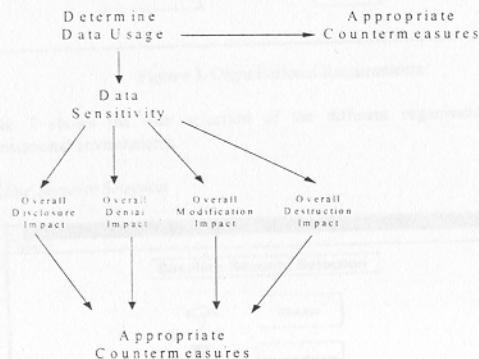 Determine
Data Usage
Appropriate
Countermeasures
Data
Sensitivity
Overall
Disclosure
Impact
Overall
Denial
Impact
Overall
Modification
Impact
Overall
Destruction
Impact
Appropriate
Countermeasures